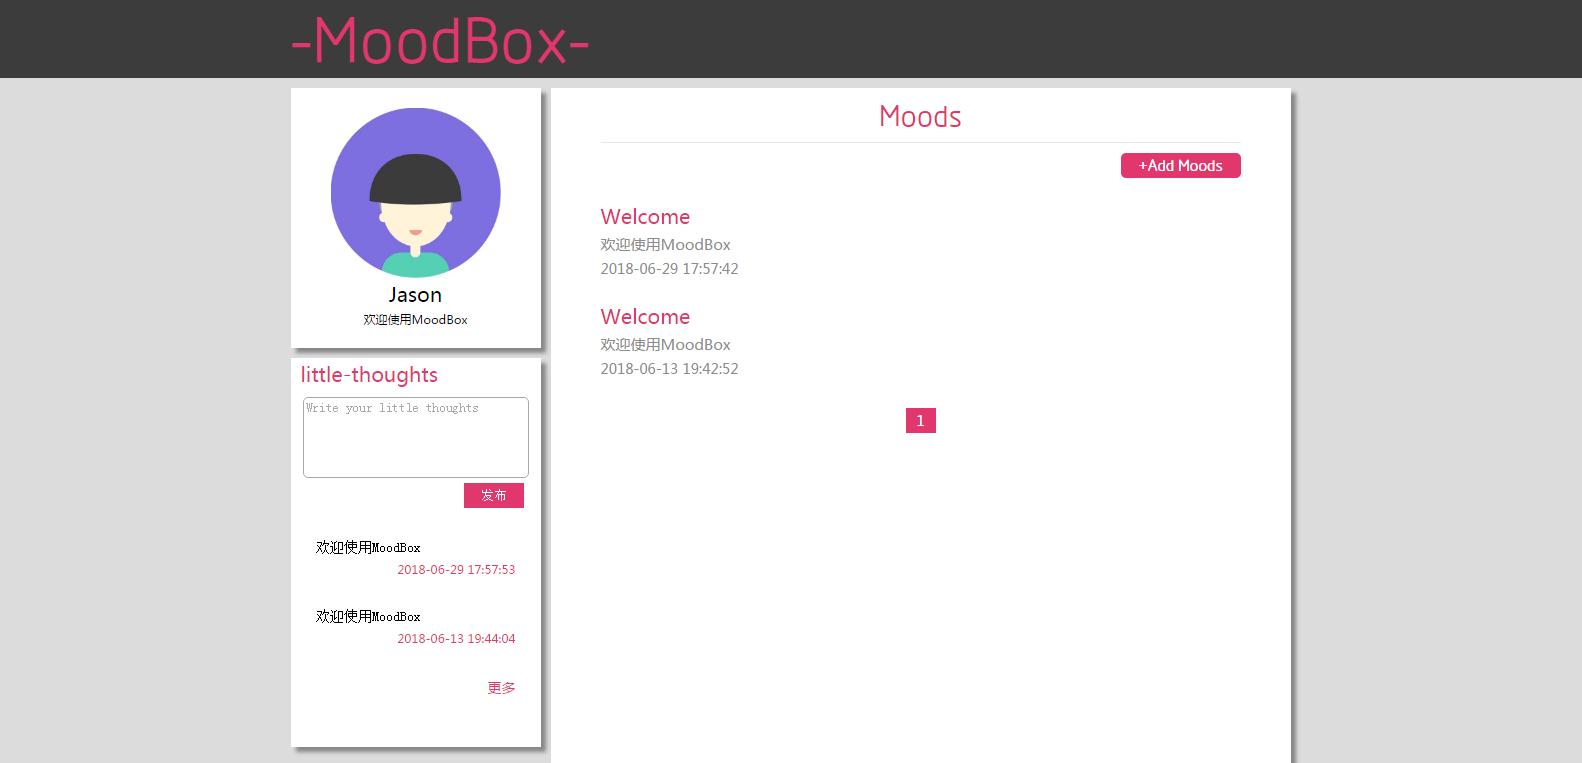 -MoodBox-
Jason
欢迎使用MoodBox
little-thoughts
Write your little thoughts
发布
欢迎使用MoodBox
2018-06-29 17:57:53
欢迎使用MoodBox
2018-06-13 19:44:04
更多
Moods
+Add Moods
Welcome
欢迎使用MoodBox
2018-06-29 17:57:42
Welcome
欢迎使用MoodBox
2018-06-13 19:42:52
1